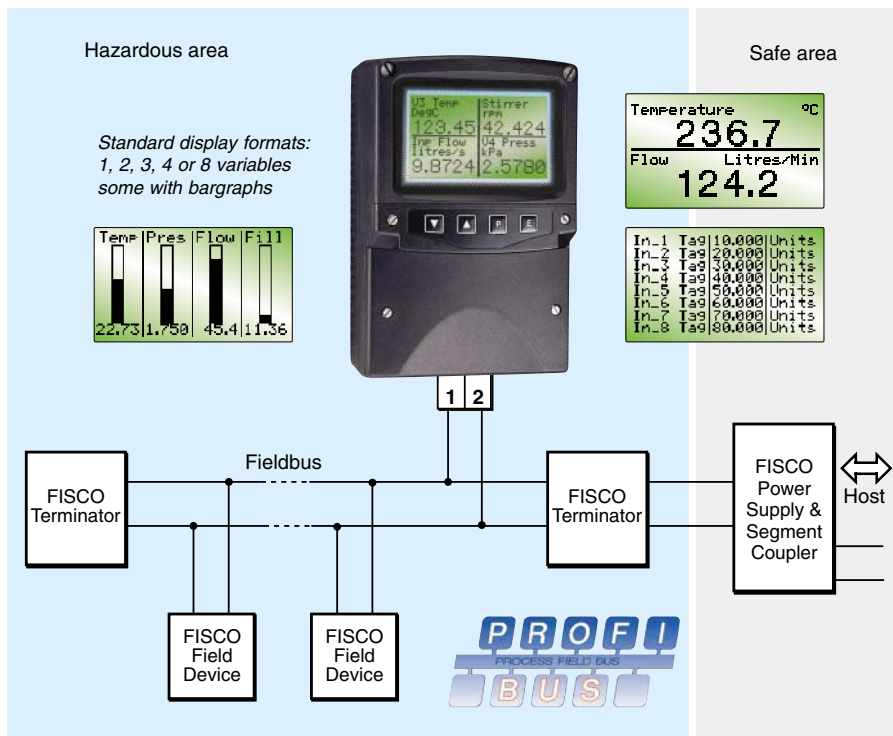 Hazardous area
Safe area
Standard display formats:
1, 2, 3, 4 or 8 variables
some with bargraphs
V3 Temp
DegC
123.45
Stirrer
rpm
42.424
Inp Flow
litres/s
9.8724
V4 Press
kPa
2.5780
P
E
Temperature °C
236.7
Flow Litres/Min
124.2
Temp Pres Flow Fill
22.73 1.750 45.4 11.36
In_1 Tag 10.000 Units
In_2 Tag 20.000 Units
In_3 Tag 30.000 Units
In_4 Tag 40.000 Units
In_5 Tag 50.000 Units
In_6 Tag 60.000 Units
In_7 Tag 70.000 Units
In_8 Tag 80.000 Units
1 2
Fieldbus
FISCO
Terminator
FISCO
Terminator
FISCO
Power
Supply &
Segment
Coupler
Host
FISCO
Field
Device
FISCO
Field
Device
PROFI
PROCESS FIELD BUS
BUS